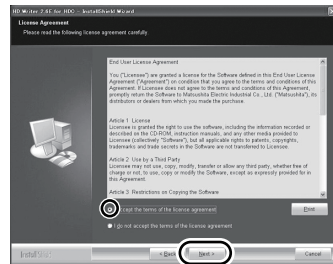 HD Writer 2.6E for HDC - InstallShield Wizard
License Agreement
Please read the following license agreement carefully.
End User License Agreement
You ("Licensee") are granted a license for the Software defined in this End User License
Agreement ("Agreement") on condition that you agree to the terms and conditions of this
Agreement. If Licensee does not agree to the terms and conditions of this Agreement,
promptly return the Software to Matsushita Electric Industrial Co., Ltd. ("Matsushita"), its
distributors or dealers from which you made the purchase.
Article 1 License
Licensee is granted the right to use the software, including the information recorded or
described on the CD-ROM, instruction manuals, and any other media provided to
Licensee (collectively "Software"), but all applicable rights to patents, copyrights,
trademarks and trade secrets in the Software are not transferred to Licensee.
Article 2 Use by a Third Party
Licensee may not use, copy, modify, transfer or allow any third party, whether free of
charge or not, to use, copy or modify the Software, except as expressly provided for in
this Agreement.
Article 3 Restrictions on Copying the Software
accept the terms of the license agreement
Print
I do not accept the terms of the license agreement
InstallShield
< Back
Next >
Cancel